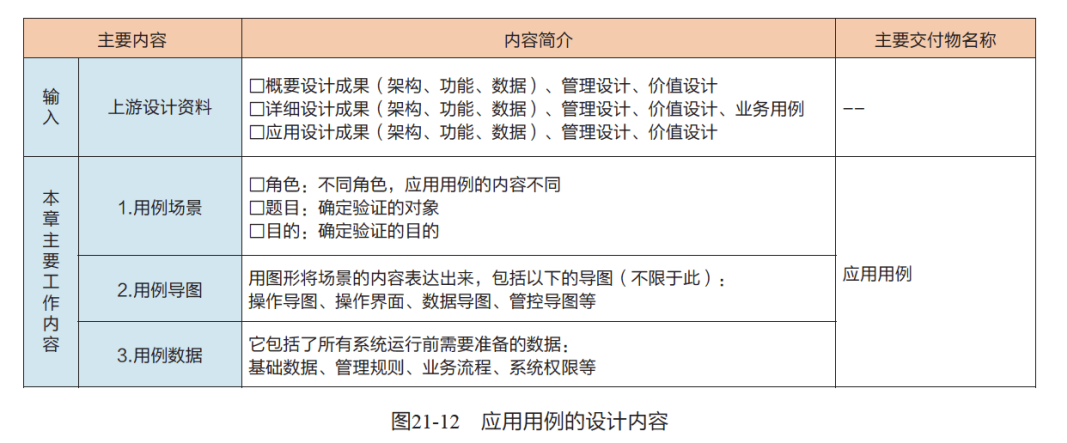 主要内容
内容简介
主要交付物名称
输入
上游设计资料
□概要设计成果（架构、功能、数据）、管理设计、价值设计
□详细设计成果（架构、功能、数据）、管理设计、价值设计、业务用例
□应用设计成果（架构、功能、数据）、管理设计、价值设计
--
本章主要工作内容
1.用例场景
□角色：不同角色，应用用例的内容不同
□题目：确定验证的对象
□目的：确定验证的目的
应用用例
2.用例导图
用图形将场景的内容表达出来，包括以下的导图（不限于此）：
操作导图、操作界面、数据导图、管控导图等
3.用例数据
它包括了所有系统运行前需要准备的数据：
基础数据、管理规则、业务流程、系统权限等
图21-12 应用用例的设计内容